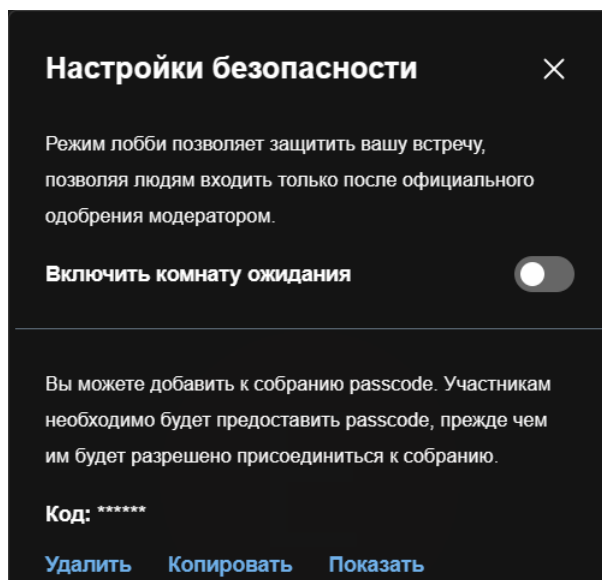 Настройки безопасности
Режим лобби позволяет защитить вашу встречу,
позволяя людям входить только после официального
одобрения модератором.
Включить комнату ожидания
Вы можете добавить к собранию passcode. Участникам
необходимо будет предоставить passcode, прежде чем
им будет разрешено присоединиться к собранию.
Код: ******
Удалить Копировать Показать